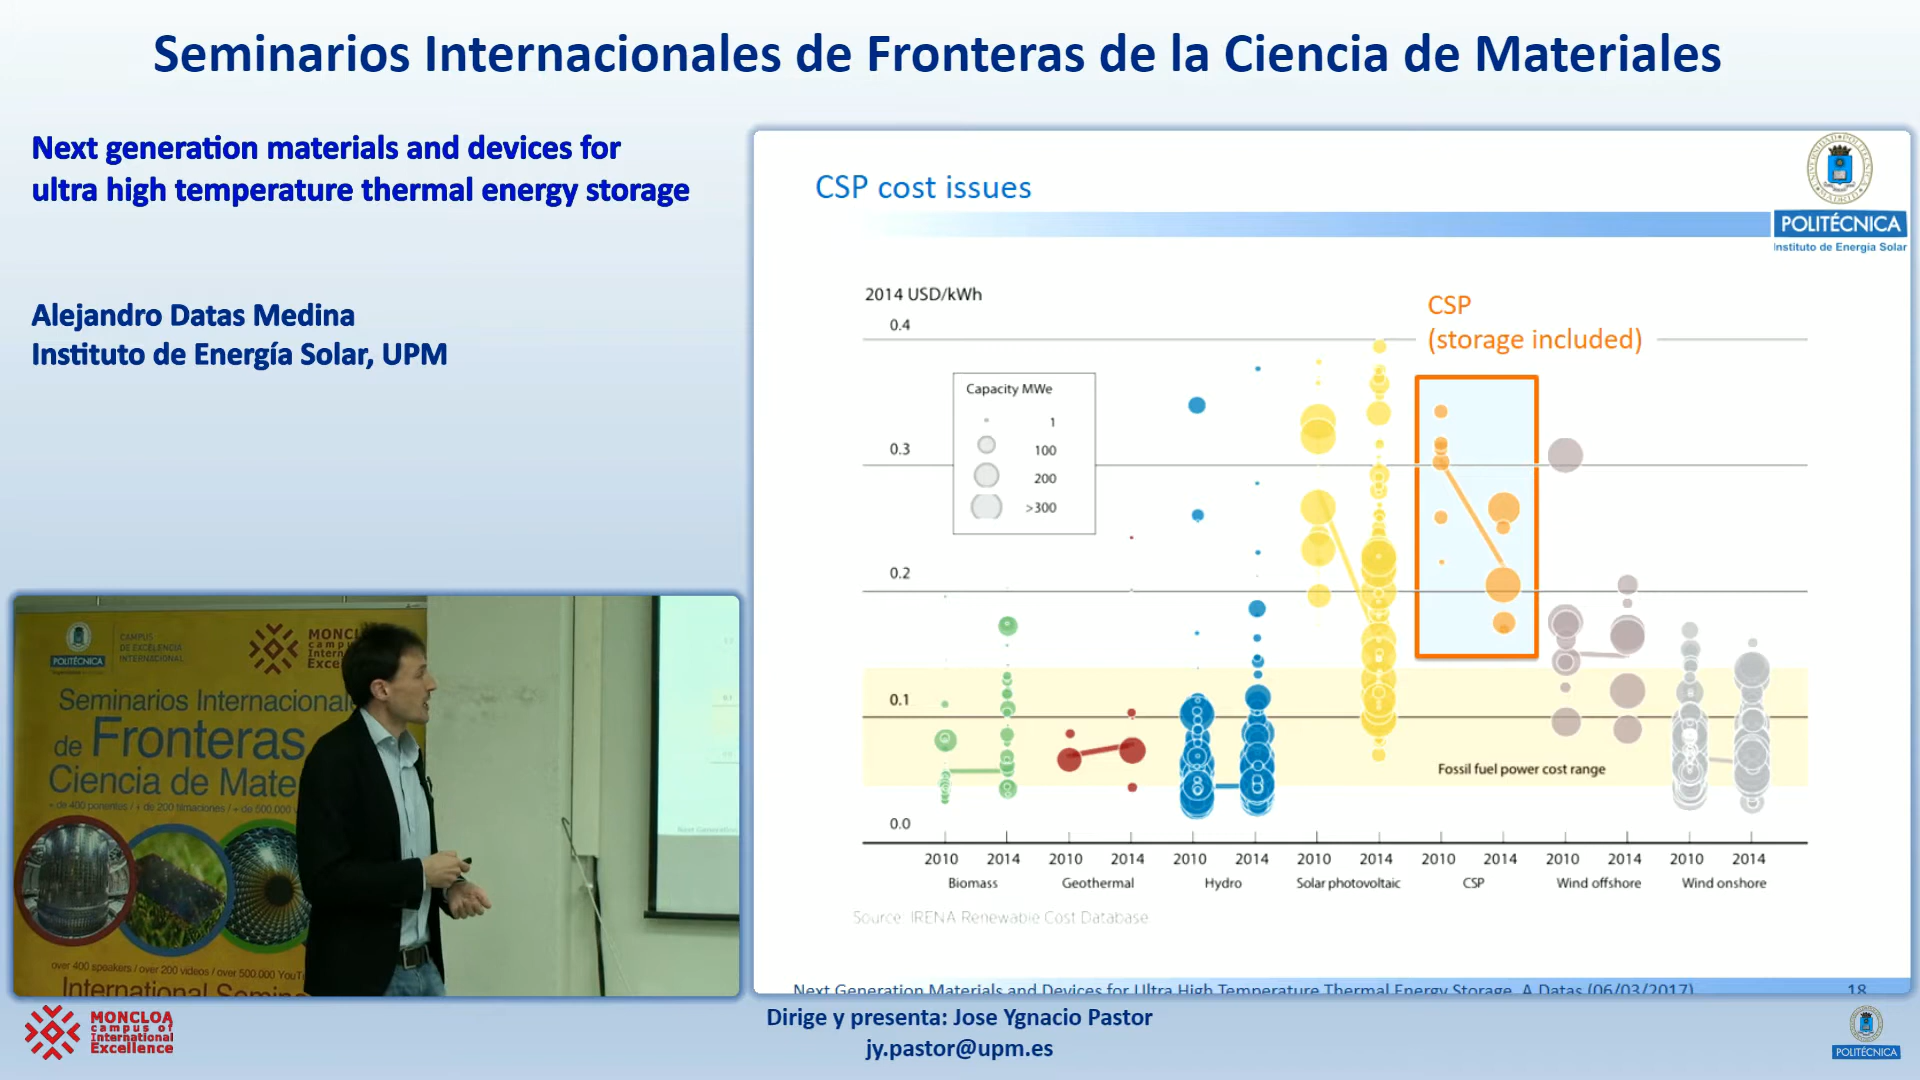 Seminarios Internacionales de Fronteras de la Ciencia de Materiales
Next generation materials and devices for
ultra high temperature thermal energy storage
Alejandro Datas Medina
Instituto de Energía Solar, UPM
CSP cost issues
POLITÉCNICA
Instituto de Energía Solar
2014 USD/kWh
0.4
0.3
0.2
0.1
0.0
Capacity MWe
1
100
200
>300
CSP
(storage included)
Fossil fuel power cost range
2010 2014 2010 2014 2010 2014 2010 2014 2010 2014 2010 2014 2010 2014
Biomass Geothermal Hydro Solar photovoltaic CSP Wind offshore Wind onshore
Source: IRENA Renewable Cost Database
Next Generation Materials and Devices for Ultra High Temperature Thermal Energy Storage, A.Datas (06/03/2017) 18
POLITÉCNICA
CAMPUS
DE EXCELENCIA
INTERNACIONAL
MONCL
camp
Intern
Exce
Seminarios Internacional
de Fronteras
Ciencia de Mate
+ de 400 ponentes / + de 200 filmaciones / + de 500.000
over 400 speakers / over 200 videos / over 500.000 YouT
International Semin
MONCLOA
campus of
International
Excellence
Dirige y presenta: Jose Ygnacio Pastor
jy.pastor@upm.es
POLITÉCNICA